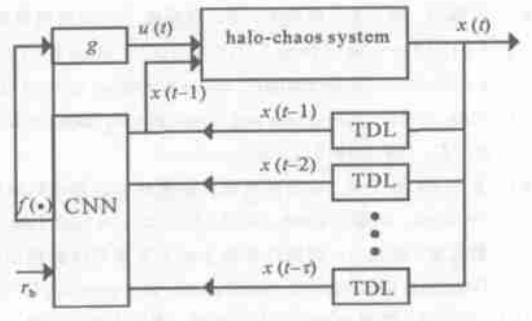 g
u(t)
halo-chaos system
x(t)
x(t-1)
x(t-1)
TDL
x(t-2)
TDL
f(•)
CNN
x(t-τ)
TDL
r_b